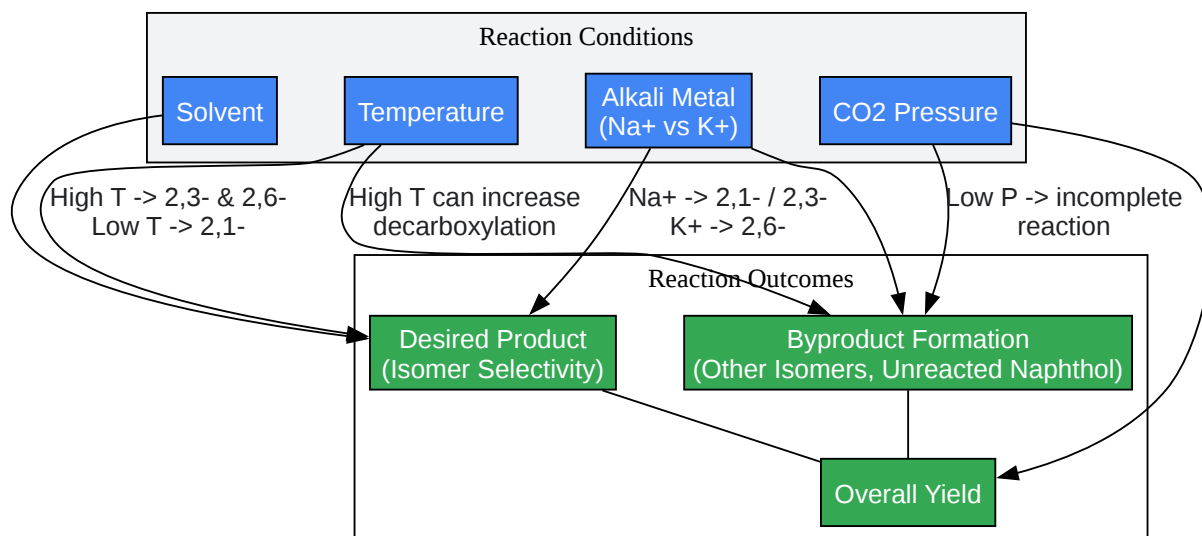 Reaction Conditions
Solvent
Temperature
Alkali Metal
(Na+ vs K+)
CO2 Pressure
High T -> 2,3- & 2,6-
Low T -> 2,1-
High T can increase
decarboxylation
Na+ -> 2,1- / 2,3-
K+ -> 2,6-
Low P -> incomplete
reaction
Reaction Outcomes
Desired Product
(Isomer Selectivity)
Byproduct Formation
(Other Isomers, Unreacted Naphthol)
Overall Yield